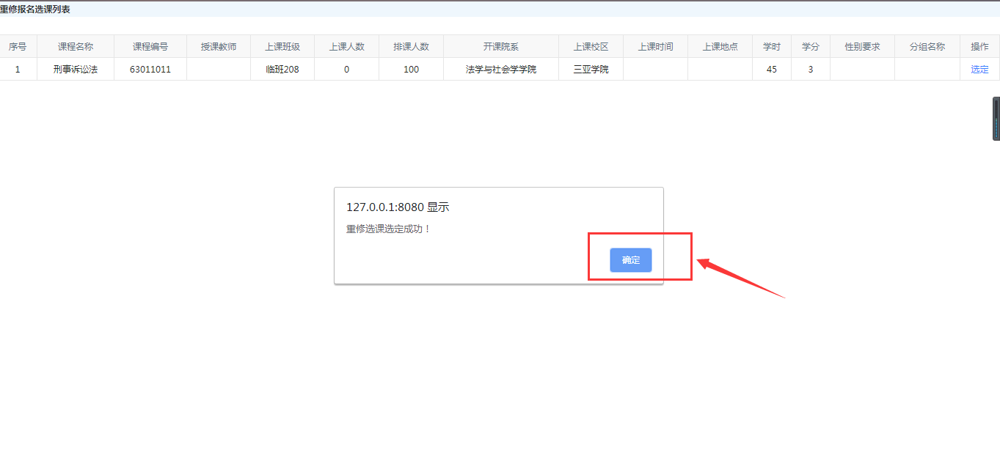 重修报名选课列表
序号 课程名称 课程编号 授课教师 上课班级 上课人数 排课人数 开课院系 上课校区 上课时间 上课地点 学时 学分 性别要求 分组名称 操作
1 刑事诉讼法 63011011 临班208 0 100 法学与社会学学院 三亚学院 45 3 选定
127.0.0.1:8080 显示
重修选课选定成功！
确定